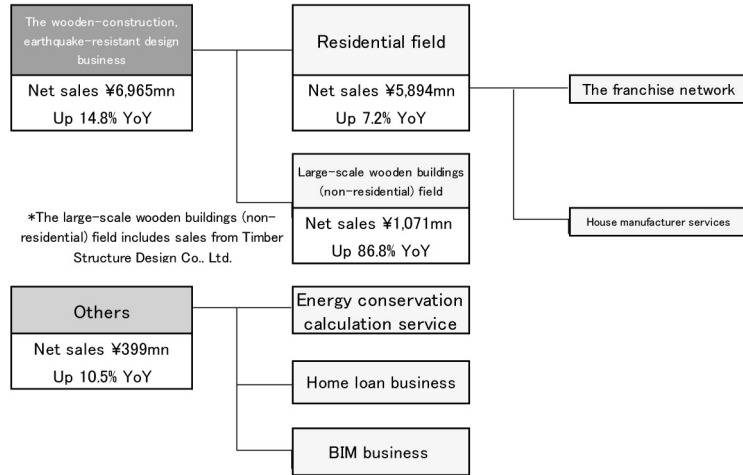 The wooden-construction,
earthquake-resistant design
business
Net sales ¥6,965mn
Up 14.8% YoY
Residential field
Net sales ¥5,894mn
Up 7.2% YoY
The franchise network
Large-scale wooden buildings
(non-residential) field
Net sales ¥1,071mn
Up 86.8% YoY
House manufacturer services
*The large-scale wooden buildings (non-
residential) field includes sales from Timber
Structure Design Co., Ltd.
Others
Net sales ¥399mn
Up 10.5% YoY
Energy conservation
calculation service
Home loan business
BIM business